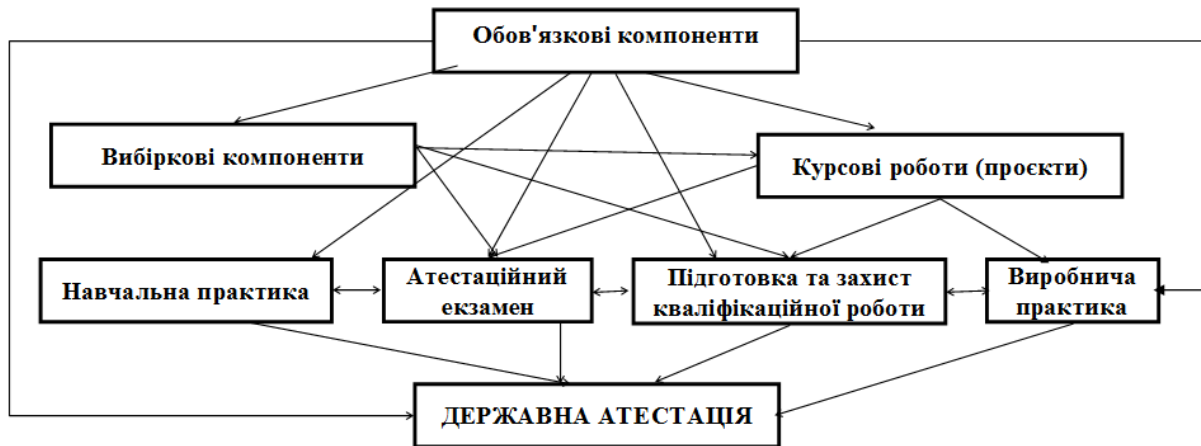 Обов'язкові компоненти
Вибіркові компоненти
Курсові роботи (проєкти)
Навчальна практика
Атестаційний
екзамен
Підготовка та захист
кваліфікаційної роботи
Виробнича
практика
ДЕРЖАВНА АТЕСТАЦІЯ